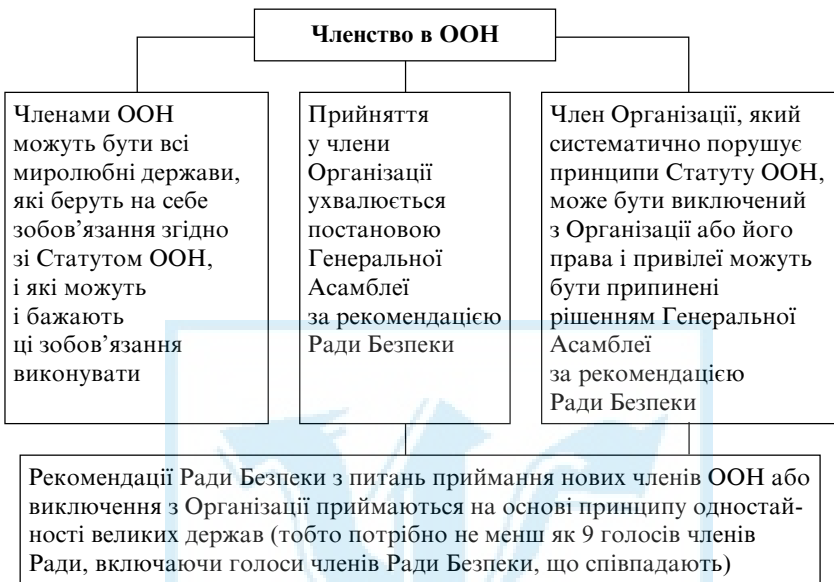 Членство в ООН
Членами ООН
можуть бути всі
миролюбні держави,
які беруть на себе
зобов’язання згідно
зі Статутом ООН,
і які можуть
і бажають
ці зобов’язання
виконувати
Прийняття
у члени
Організації
ухвалюється
постановою
Генеральної
Асамблеї
за рекомендацією
Ради Безпеки
Член Організації, який
систематично порушує
принципи Статуту ООН,
може бути виключений
з Організації або його
права і привілеї можуть
бути припинені
рішенням Генеральної
Асамблеї
за рекомендацією
Ради Безпеки
Рекомендації Ради Безпеки з питань приймання нових членів ООН або
виключення з Організації приймаються на основі принципу одностай-
ності великих держав (тобто потрібно не менш як 9 голосів членів
Ради, включаючи голоси членів Ради Безпеки, що співпадають)